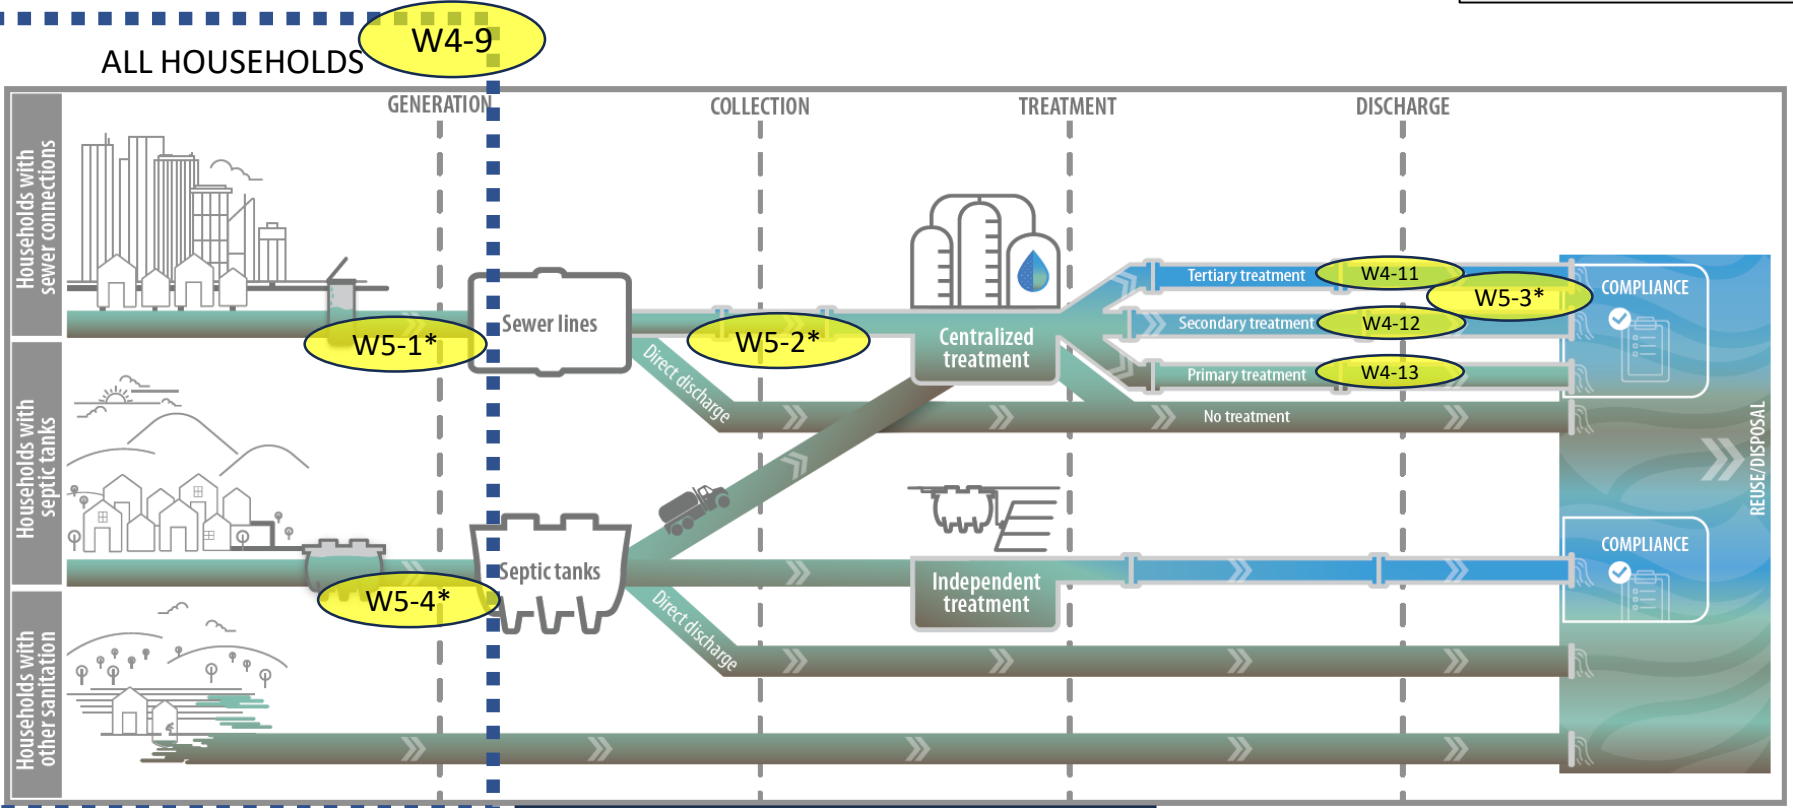 W4-9
ALL HOUSEHOLDS
GENERATION
COLLECTION
TREATMENT
DISCHARGE
Households with
sewer connections
Sewer lines
W5-1*
W5-2*
Direct discharge
Centralized
treatment
Tertiary treatment
W4-11
W5-3*
Secondary treatment
W4-12
Primary treatment
W4-13
No treatment
COMPLIANCE
REUSE/DISPOSAL
Households with
septic tanks
Septic tanks
W5-4*
Direct discharge
Independent
treatment
COMPLIANCE
Households with
other sanitation